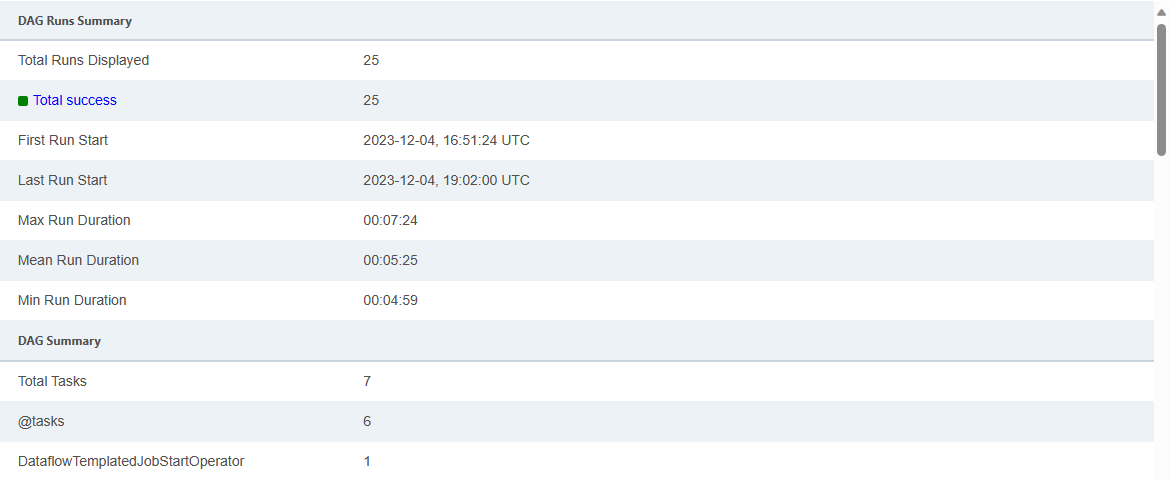 DAG Runs Summary
Total Runs Displayed 25
Total success 25
First Run Start 2023-12-04, 16:51:24 UTC
Last Run Start 2023-12-04, 19:02:00 UTC
Max Run Duration 00:07:24
Mean Run Duration 00:05:25
Min Run Duration 00:04:59
DAG Summary
Total Tasks 7
@tasks 6
DataflowTemplatedJobStartOperator 1